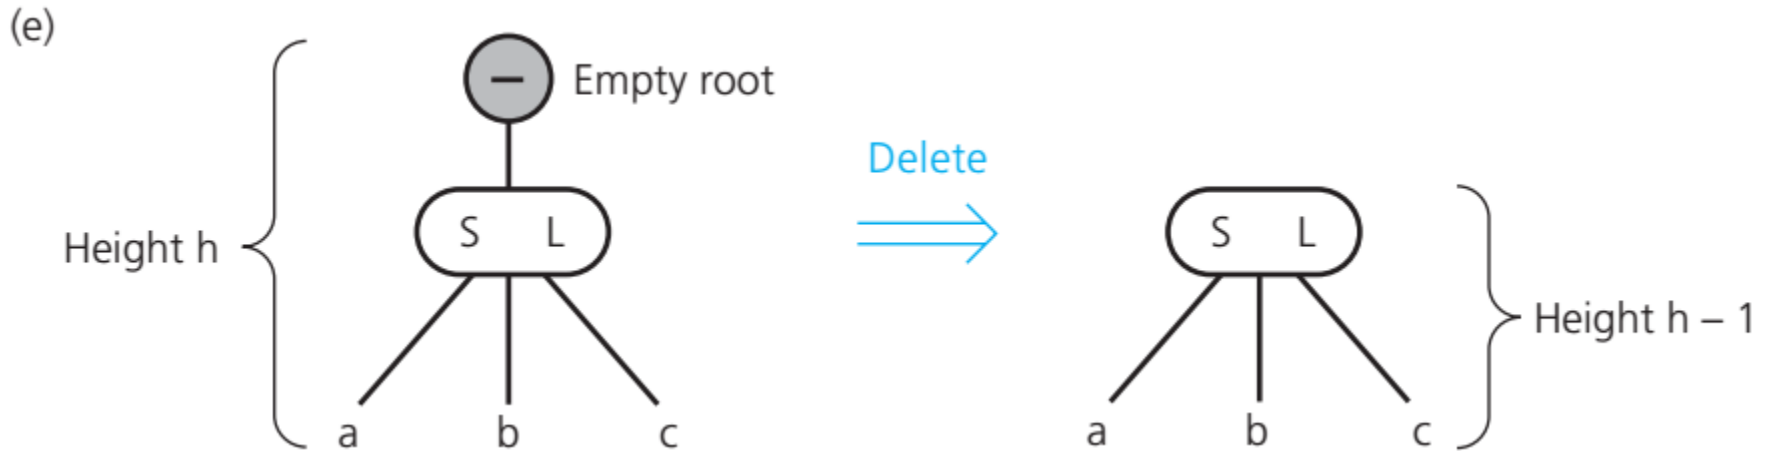 (e)
– Empty root
Delete
S L
S L
Height h
Height h – 1
a b c
a b c